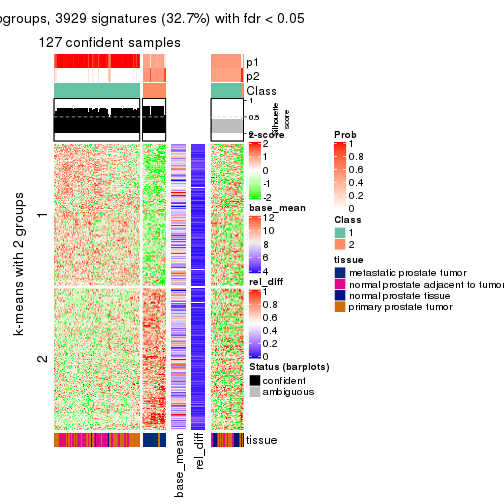 ogroups, 3929 signatures (32.7%) with fdr < 0.05
127 confident samples
p1
p2
Class
1
0.5
0
Silhouette
score
k-means with 2 groups
1
2
z-score
2
1
0
-1
-2
base_mean
12
10
8
6
4
rel_diff
1
0.8
0.6
0.4
0.2
0
Status (barplots)
confident
ambiguous
Prob
1
0.8
0.6
0.4
0.2
0
Class
1
2
tissue
metastatic prostate tumor
normal prostate adjacent to tumor
normal prostate tissue
primary prostate tumor
tissue
base_mean
rel_diff